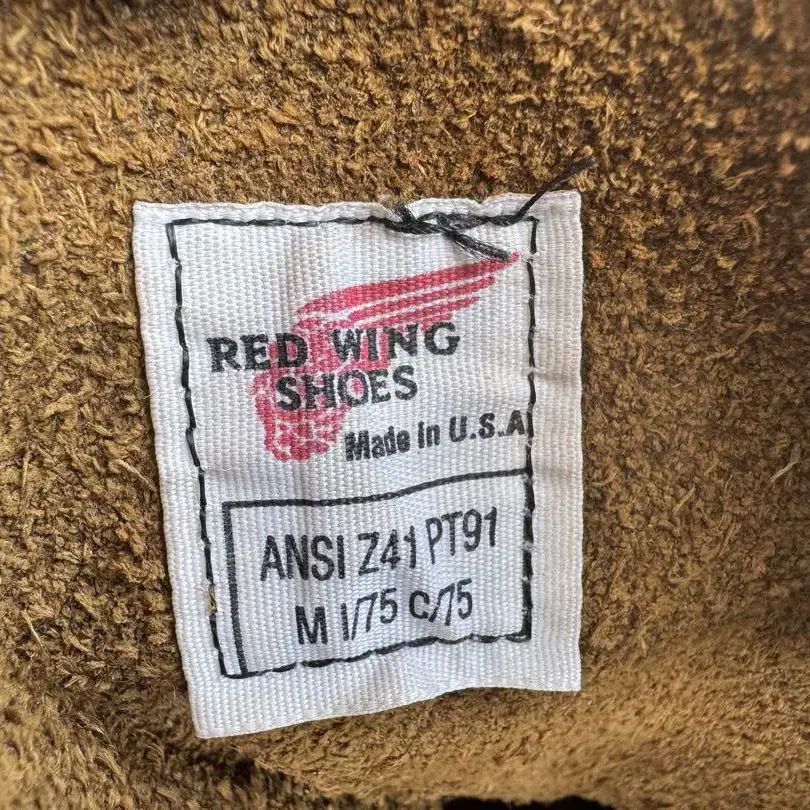 RED WING
SHOES
Made in U.S.A
ANSI Z41 PT91
M I/75 C/75